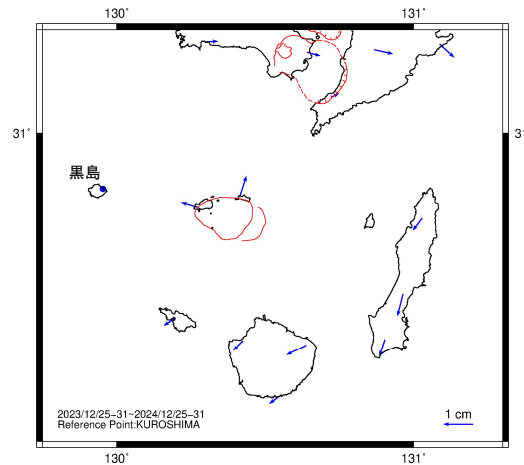 130° 131°
31° 31
黒島
2023/12/25-31~2024/12/25-31
Reference Point:KUROSHIMA
1 cm
130° 131°